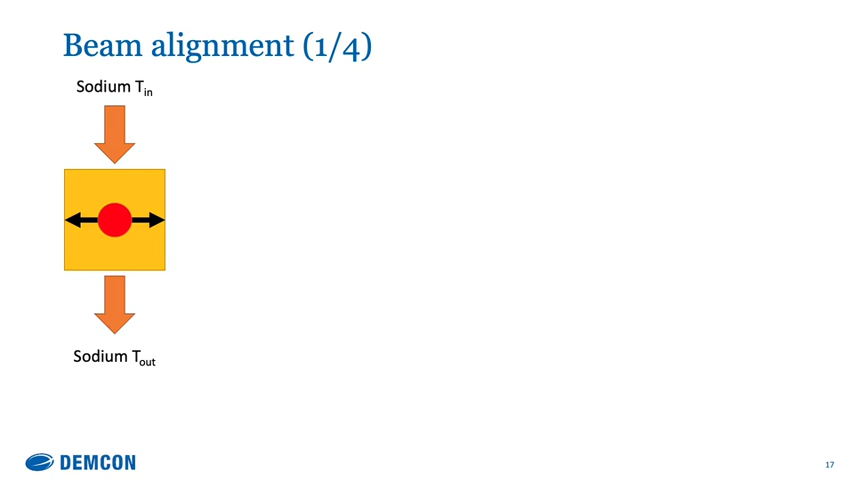 Beam alignment (1/4)
Sodium Tin
Sodium Tout
DEMCON
17